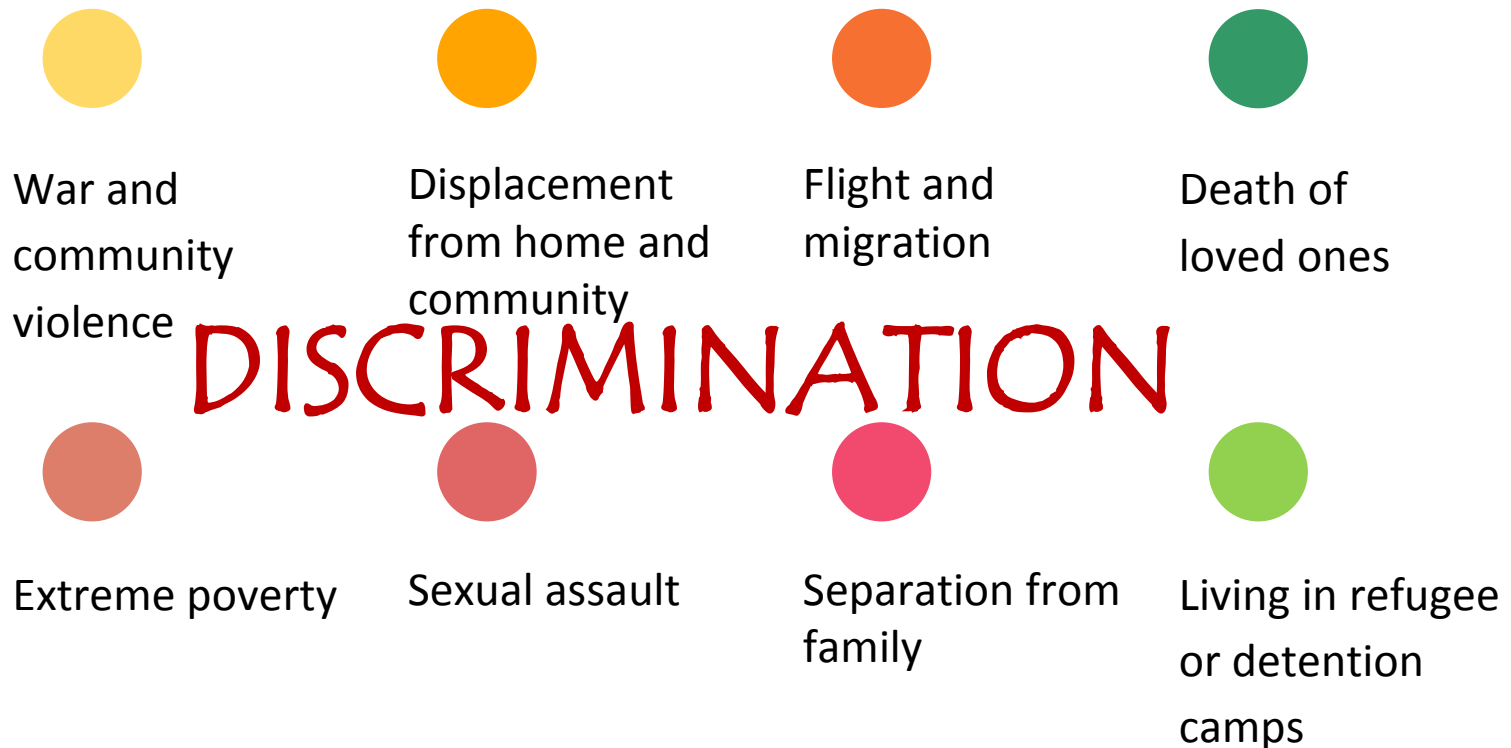 War and
community
violence
Displacement
from home and
community
Flight and
migration
Death of
loved ones
DISCRIMINATION
Extreme poverty
Sexual assault
Separation from
family
Living in refugee
or detention
camps